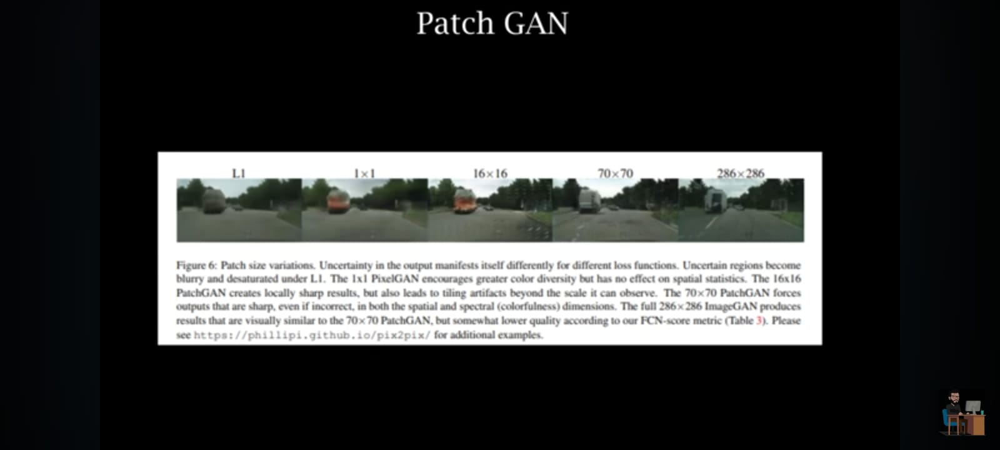 Patch GAN
L1 1×1 16×16 70×70 286×286
Figure 6: Patch size variations. Uncertainty in the output manifests itself differently for different loss functions. Uncertain regions become
blurry and desaturated under L1. The 1x1 PixelGAN encourages greater color diversity but has no effect on spatial statistics. The 16x16
PatchGAN creates locally sharp results, but also leads to tiling artifacts beyond the scale it can observe. The 70×70 PatchGAN forces
outputs that are sharp, even if incorrect, in both the spatial and spectral (colorfulness) dimensions. The full 286×286 ImageGAN produces
results that are visually similar to the 70×70 PatchGAN, but somewhat lower quality according to our FCN-score metric (Table 3). Please
see https://phillipi.github.io/pix2pix/ for additional examples.